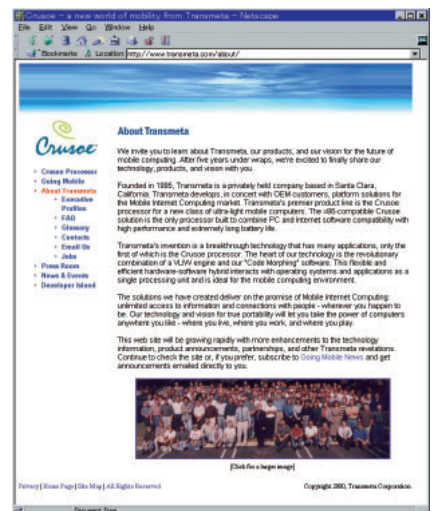 Crusoe - a new world of mobility from Transmeta - Netscape
File Edit View Go Window Help
Bookmarks Location: http://www.transmeta.com/about/
Crusoe
• Crusoe Processor
• Going Mobile
• About Transmeta
• Executive
Profiles
• FAQ
• Glossary
• Contacts
• Email Us
• Jobs
• Press Room
• News & Events
• Developer Island
About Transmeta
We invite you to learn about Transmeta, our products, and our vision for the future of
mobile computing. After five years under wraps, we're excited to finally share our
technology, products, and vision with you.
Founded in 1995, Transmeta is a privately held company based in Santa Clara,
California. Transmeta develops, in concert with OEM customers, platform solutions for
the Mobile Internet Computing market. Transmeta's premier product line is the Crusoe
processor for a new class of ultra-light mobile computers. The x86-compatible Crusoe
solution is the only processor built to combine PC and Internet software compatibility with
high performance and extremely long battery life.
Transmeta's invention is a breakthrough technology that has many applications, only the
first of which is the Crusoe processor. The heart of our technology is the revolutionary
combination of a VLIW engine and our "Code Morphing" software. This flexible and
efficient hardware-software hybrid interacts with operating systems and applications as a
single processing unit and is ideal for the mobile computing environment.
The solutions we have created deliver on the promise of Mobile Internet Computing:
unlimited access to information and connections with people - wherever you happen to
be. Our technology and vision for true portability will let you take the power of computers
anywhere you like - where you live, where you work, and where you play.
This web site will be growing rapidly with more enhancements to the technology
information, product announcements, partnerships, and other Transmeta revelations.
Continue to check the site or, if you prefer, subscribe to Going Mobile News and get
announcements emailed directly to you.
[Click for a larger image]
Privacy | Home Page | Site Map | All Rights Reserved
Copyright 2000, Transmeta Corporation.